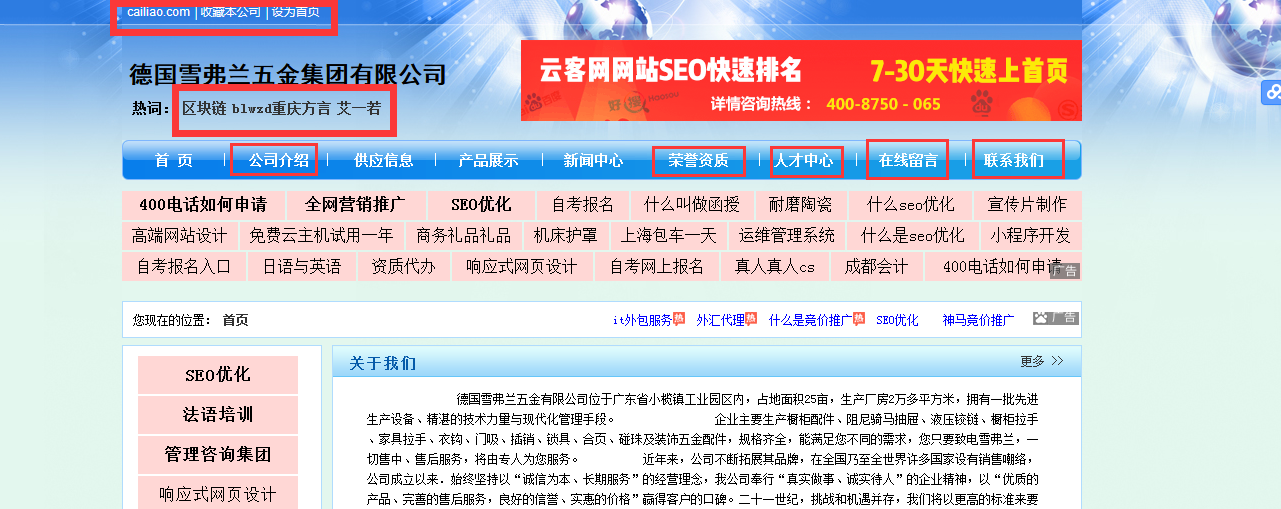 cailiao.com | 收藏本公司 | 设为首页
德国雪弗兰五金集团有限公司
热词： 区块链 blwzd重庆方言 艾一若
云客网网站SEO快速排名 7-30天快速上首页
详情咨询热线： 400-8750 - 065
首 页 公司介绍 供应信息 产品展示 新闻中心 荣誉资质 人才中心 在线留言 联系我们
400电话如何申请 全网营销推广 SEO优化 自考报名 什么叫做函授 耐磨陶瓷 什么seo优化 宣传片制作
高端网站设计 免费云主机试用一年 商务礼品礼品 机床护罩 上海包车一天 运维管理系统 什么是seo优化 小程序开发
自考报名入口 日语与英语 资质代办 响应式网页设计 自考网上报名 真人真人cs 成都会计 400电话如何申请
广告
您现在的位置： 首页 it外包服务热 外汇代理热 什么是竞价推广热 SEO优化 神马竞价推广 广告
SEO优化
法语培训
管理咨询集团
响应式网页设计
关于我们 更多 >>
德国雪弗兰五金有限公司位于广东省小榄镇工业园区内，占地面积25亩，生产厂房2万多平方米，拥有一批先进
生产设备、精湛的技术力量与现代化管理手段。 企业主要生产橱柜配件、阻尼骑马抽屉、液压铰链、橱柜拉手
、家具拉手、衣钩、门吸、插销、锁具、合页、碰珠及装饰五金配件，规格齐全，能满足您不同的需求，您只要致电雪弗兰，一
切售中、售后服务，将由专人为您服务。 近年来，公司不断拓展其品牌，在全国乃至全世界许多国家设有销售嘲络，
公司成立以来．始终坚持以“诚信为本、长期服务”的经营理念，我公司奉行“真实做事、诚实待人”的企业精神，以“优质的
产品、完善的售后服务，良好的信誉、实惠的价格”赢得客户的口碑。二十一世纪，挑战和机遇并存，我们将以更高的标准来要